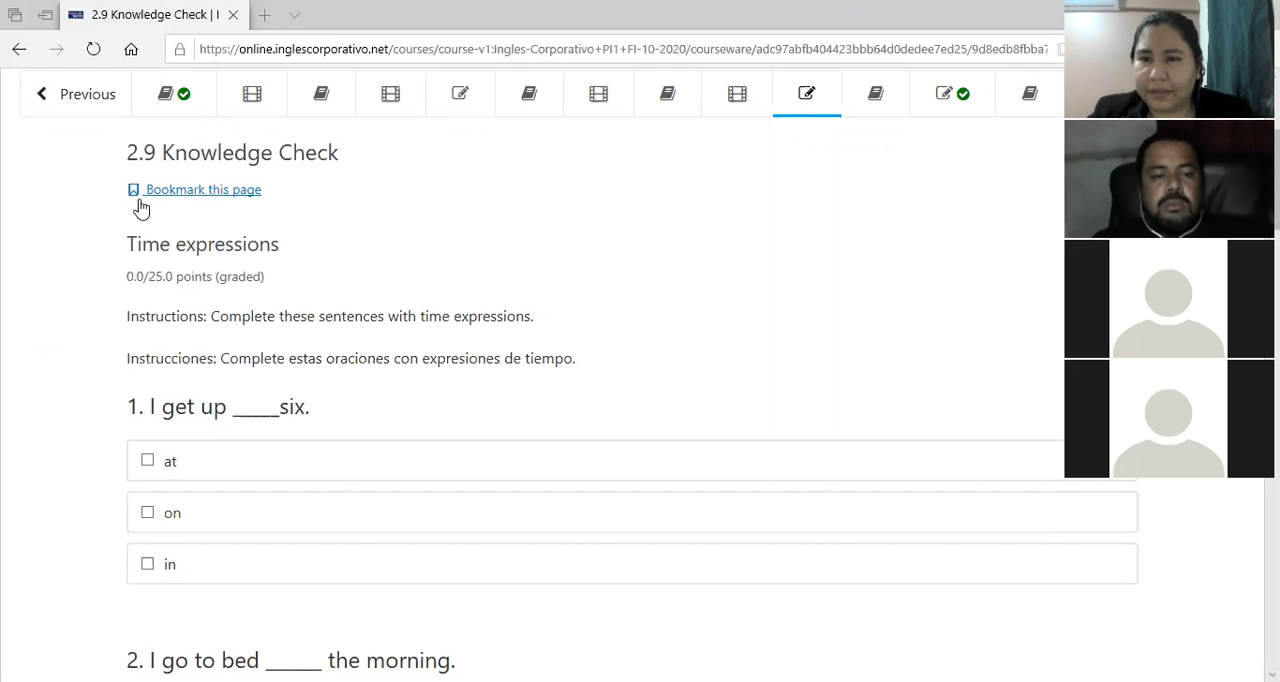 2.9 Knowledge Check | I
https://online.inglescorporativo.net/courses/course-v1:Ingles-Corporativo+PI1+FI-10-2020/courseware/adc97abfb404423bbb64d0dedee7ed25/9d8edb8fbba7
Previous
2.9 Knowledge Check
Bookmark this page
Time expressions
0.0/25.0 points (graded)
Instructions: Complete these sentences with time expressions.
Instrucciones: Complete estas oraciones con expresiones de tiempo.
1. I get up _____six.
at
on
in
2. I go to bed ______ the morning.